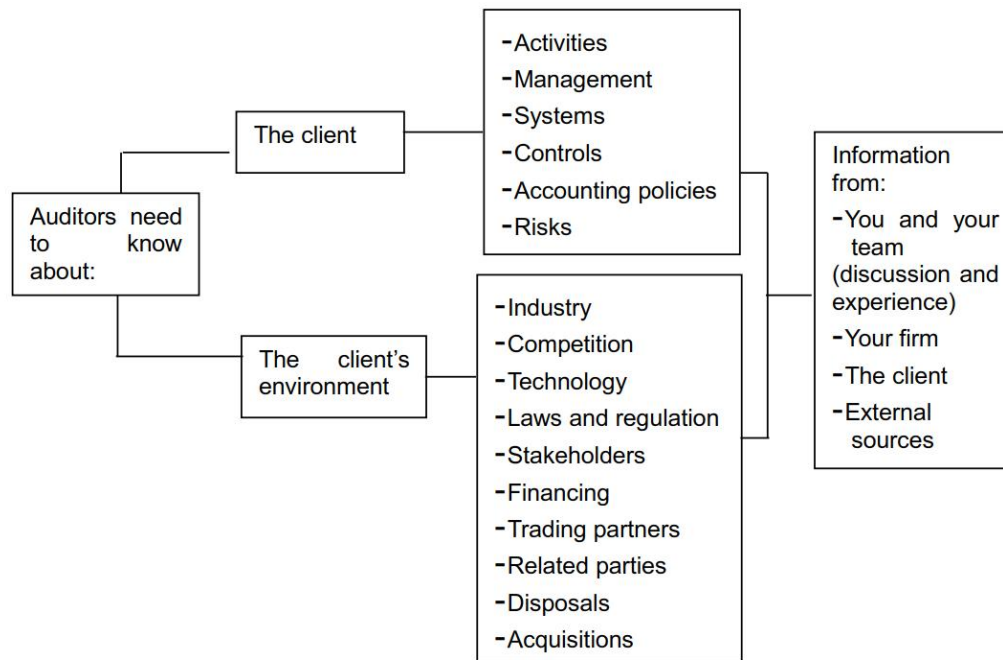 Auditors need
to know
about:
The client
-Activities
-Management
-Systems
-Controls
-Accounting policies
-Risks
The client’s
environment
-Industry
-Competition
-Technology
-Laws and regulation
-Stakeholders
-Financing
-Trading partners
-Related parties
-Disposals
-Acquisitions
Information
from:
-You and your
team
(discussion and
experience)
-Your firm
-The client
-External
sources